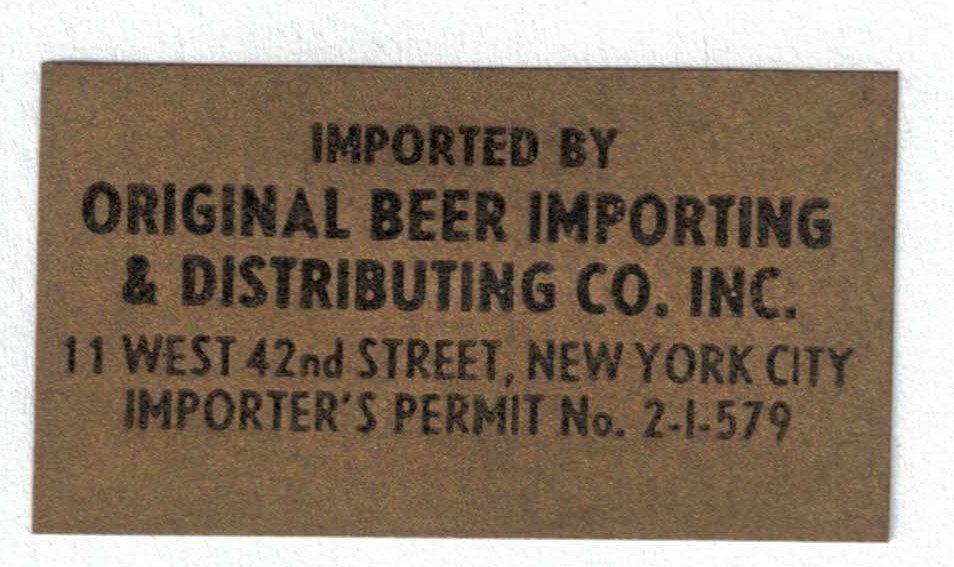 IMPORTED BY
ORIGINAL BEER IMPORTING
& DISTRIBUTING CO. INC.
11 WEST 42nd STREET, NEW YORK CITY
IMPORTER'S PERMIT No. 2-I-579